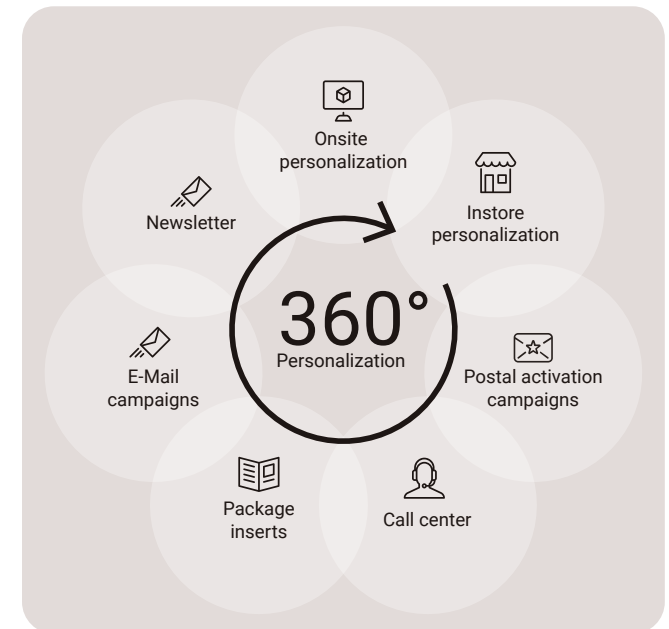 Onsite
personalization
Instore
personalization
Newsletter
360°
Personalization
E-Mail
campaigns
Postal activation
campaigns
Package
inserts
Call center